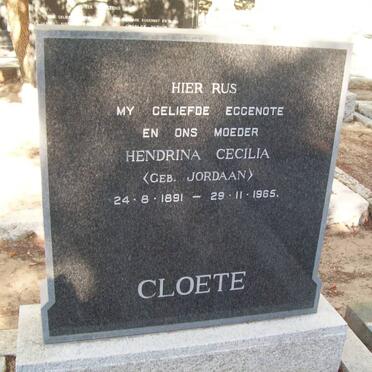 HIER RUS
MY GELIEFDE EGGENOTE
EN ONS MOEDER
HENDRINA CECILIA
(GEB. JORDAAN)
24 · 8 · 1891 — 29 · 11 · 1965.
CLOETE